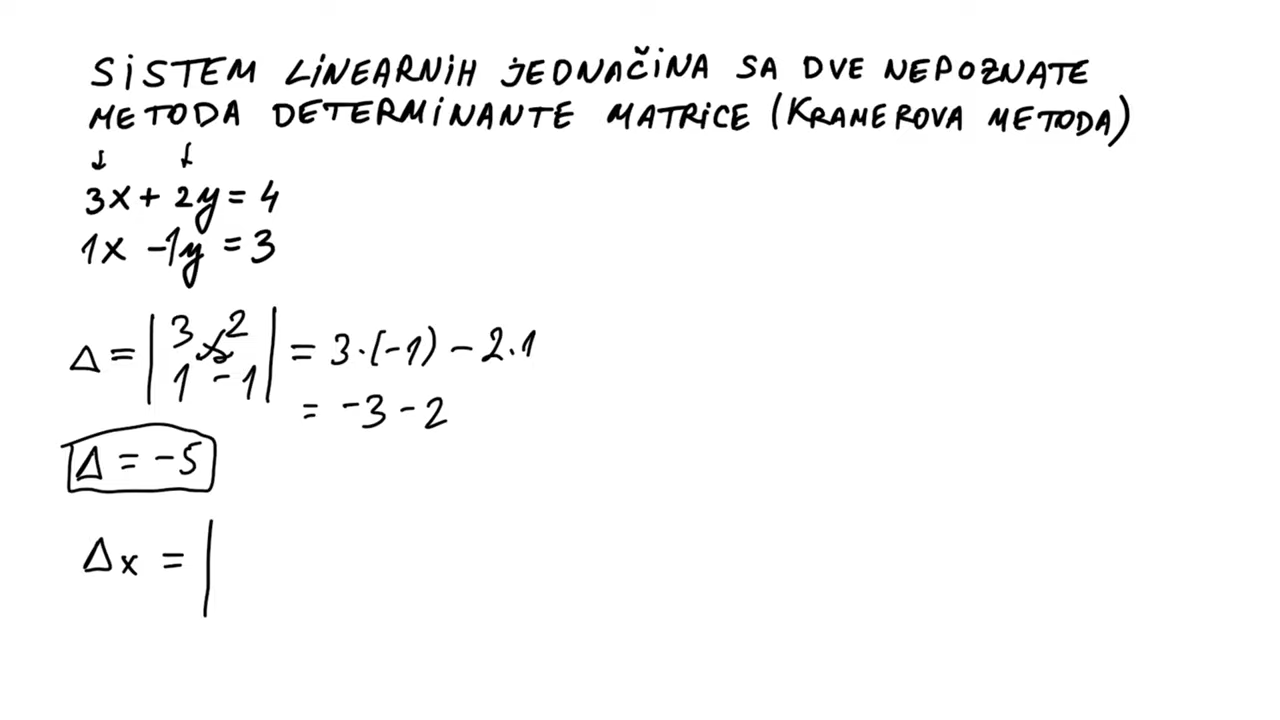 SISTEM LINEARNIH JEDNAČINA SA DVE NEPOZNATE
METODA DETERMINANTE MATRICE (KRAMEROVA METODA)
↓ ↓
3x + 2y = 4
1x - 1y = 3
Δ = | 3 2 | = 3·(-1) - 2·1
| 1 -1 |
= -3 - 2
Δ = -5
Δx = |